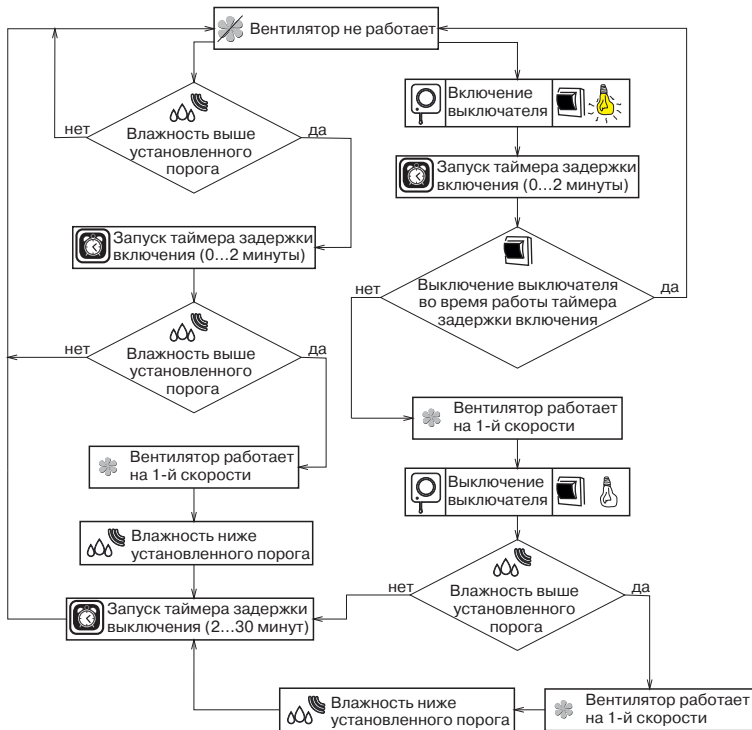 Вентилятор не работает
Включение
выключателя
нет
Влажность выше
установленного
порога
да
Запуск таймера задержки
включения (0...2 минуты)
Запуск таймера задержки
включения (0...2 минуты)
нет
Выключение выключателя
во время работы таймера
задержки включения
да
нет
Влажность выше
установленного
порога
да
Вентилятор работает
на 1-й скорости
Вентилятор работает
на 1-й скорости
Выключение
выключателя
Влажность ниже
установленного порога
нет
Влажность выше
установленного
порога
да
Запуск таймера задержки
выключения (2...30 минут)
Влажность ниже
установленного порога
Вентилятор работает
на 1-й скорости